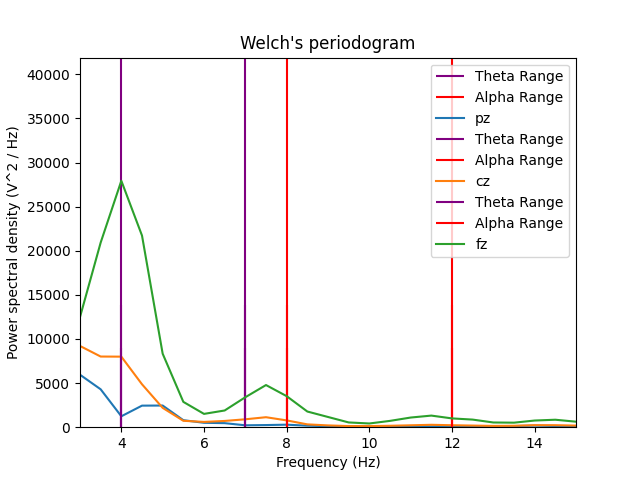 Welch's periodogram
Power spectral density (V^2 / Hz)
40000
35000
30000
25000
20000
15000
10000
5000
0
Theta Range
Alpha Range
pz
Theta Range
Alpha Range
cz
Theta Range
Alpha Range
fz
4 6 8 10 12 14
Frequency (Hz)